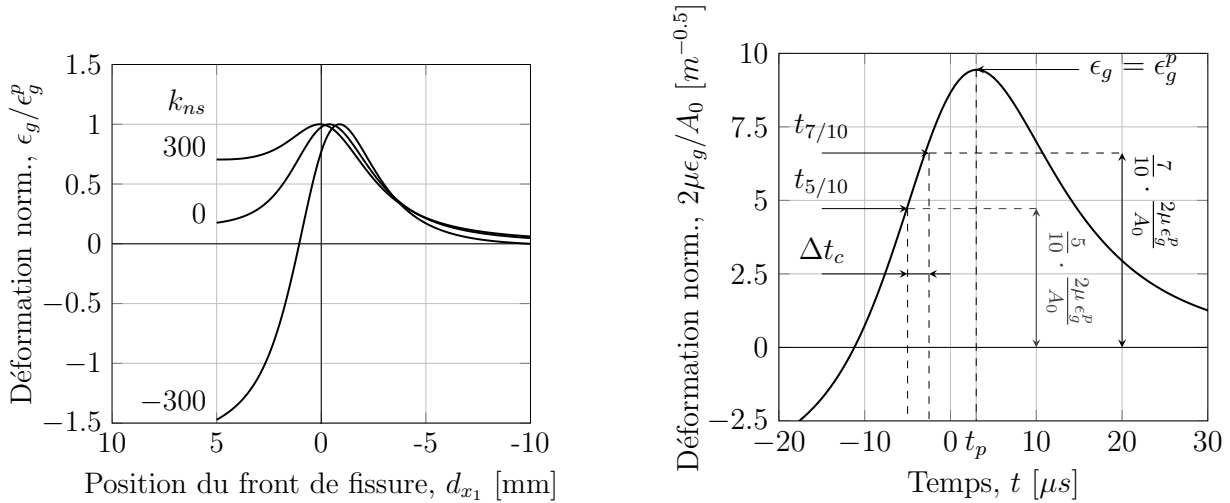 Déformation norm., ϵ_g/ϵ_g^p
1.5
1
0.5
0
−0.5
−1
−1.5
k_ns
300
0
−300
10
5
0
-5
-10
Position du front de fissure, d_x1 [mm]
Déformation norm., 2μϵ_g/A_0 [m^−0.5]
10
7.5
5
2.5
0
−2.5
ϵ_g = ϵ_g^p
t_7/10
t_5/10
Δt_c
7/10 · 2μϵ_g^p/A_0
5/10 · 2μϵ_g^p/A_0
−20
−10
0
t_p
10
20
30
Temps, t [μs]